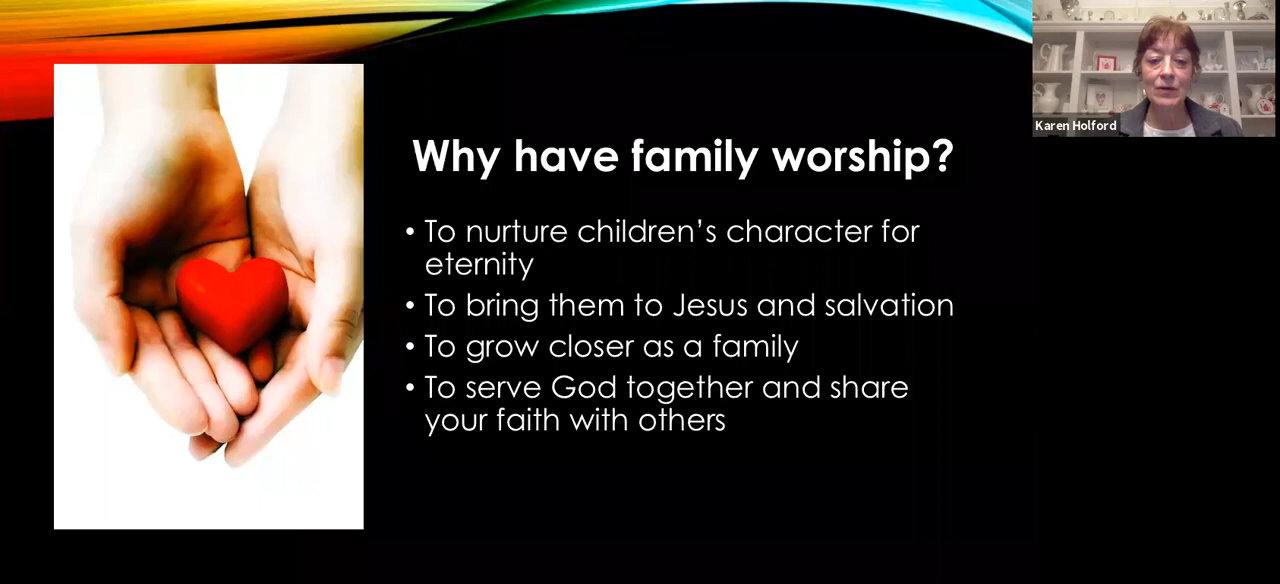 Karen Holford
Why have family worship?
• To nurture children’s character for
eternity
• To bring them to Jesus and salvation
• To grow closer as a family
• To serve God together and share
your faith with others